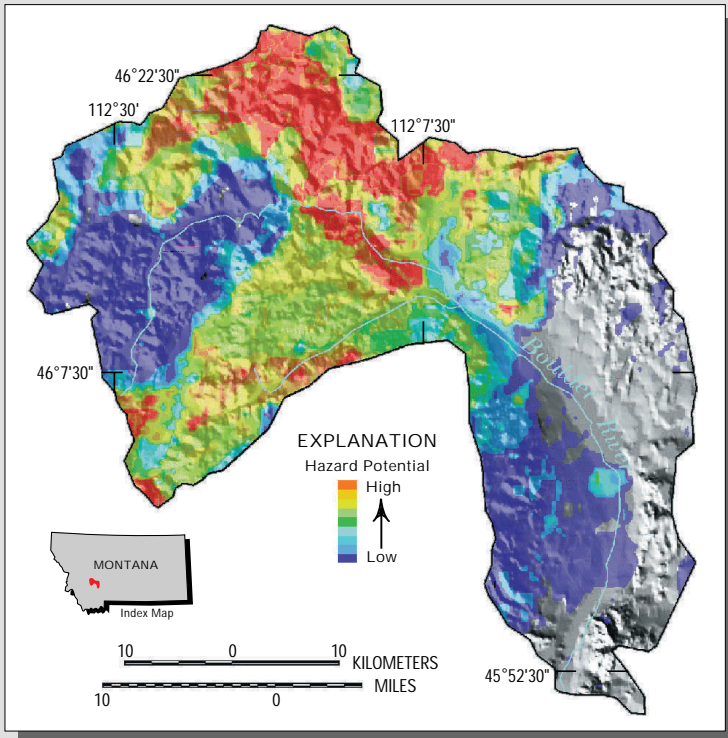 46°22'30"
112°30'
112°7'30"
Boulder River
46°7'30"
EXPLANATION
Hazard Potential
High
Low
MONTANA
Index Map
10 0 10
KILOMETERS
10 0
MILES
45°52'30"